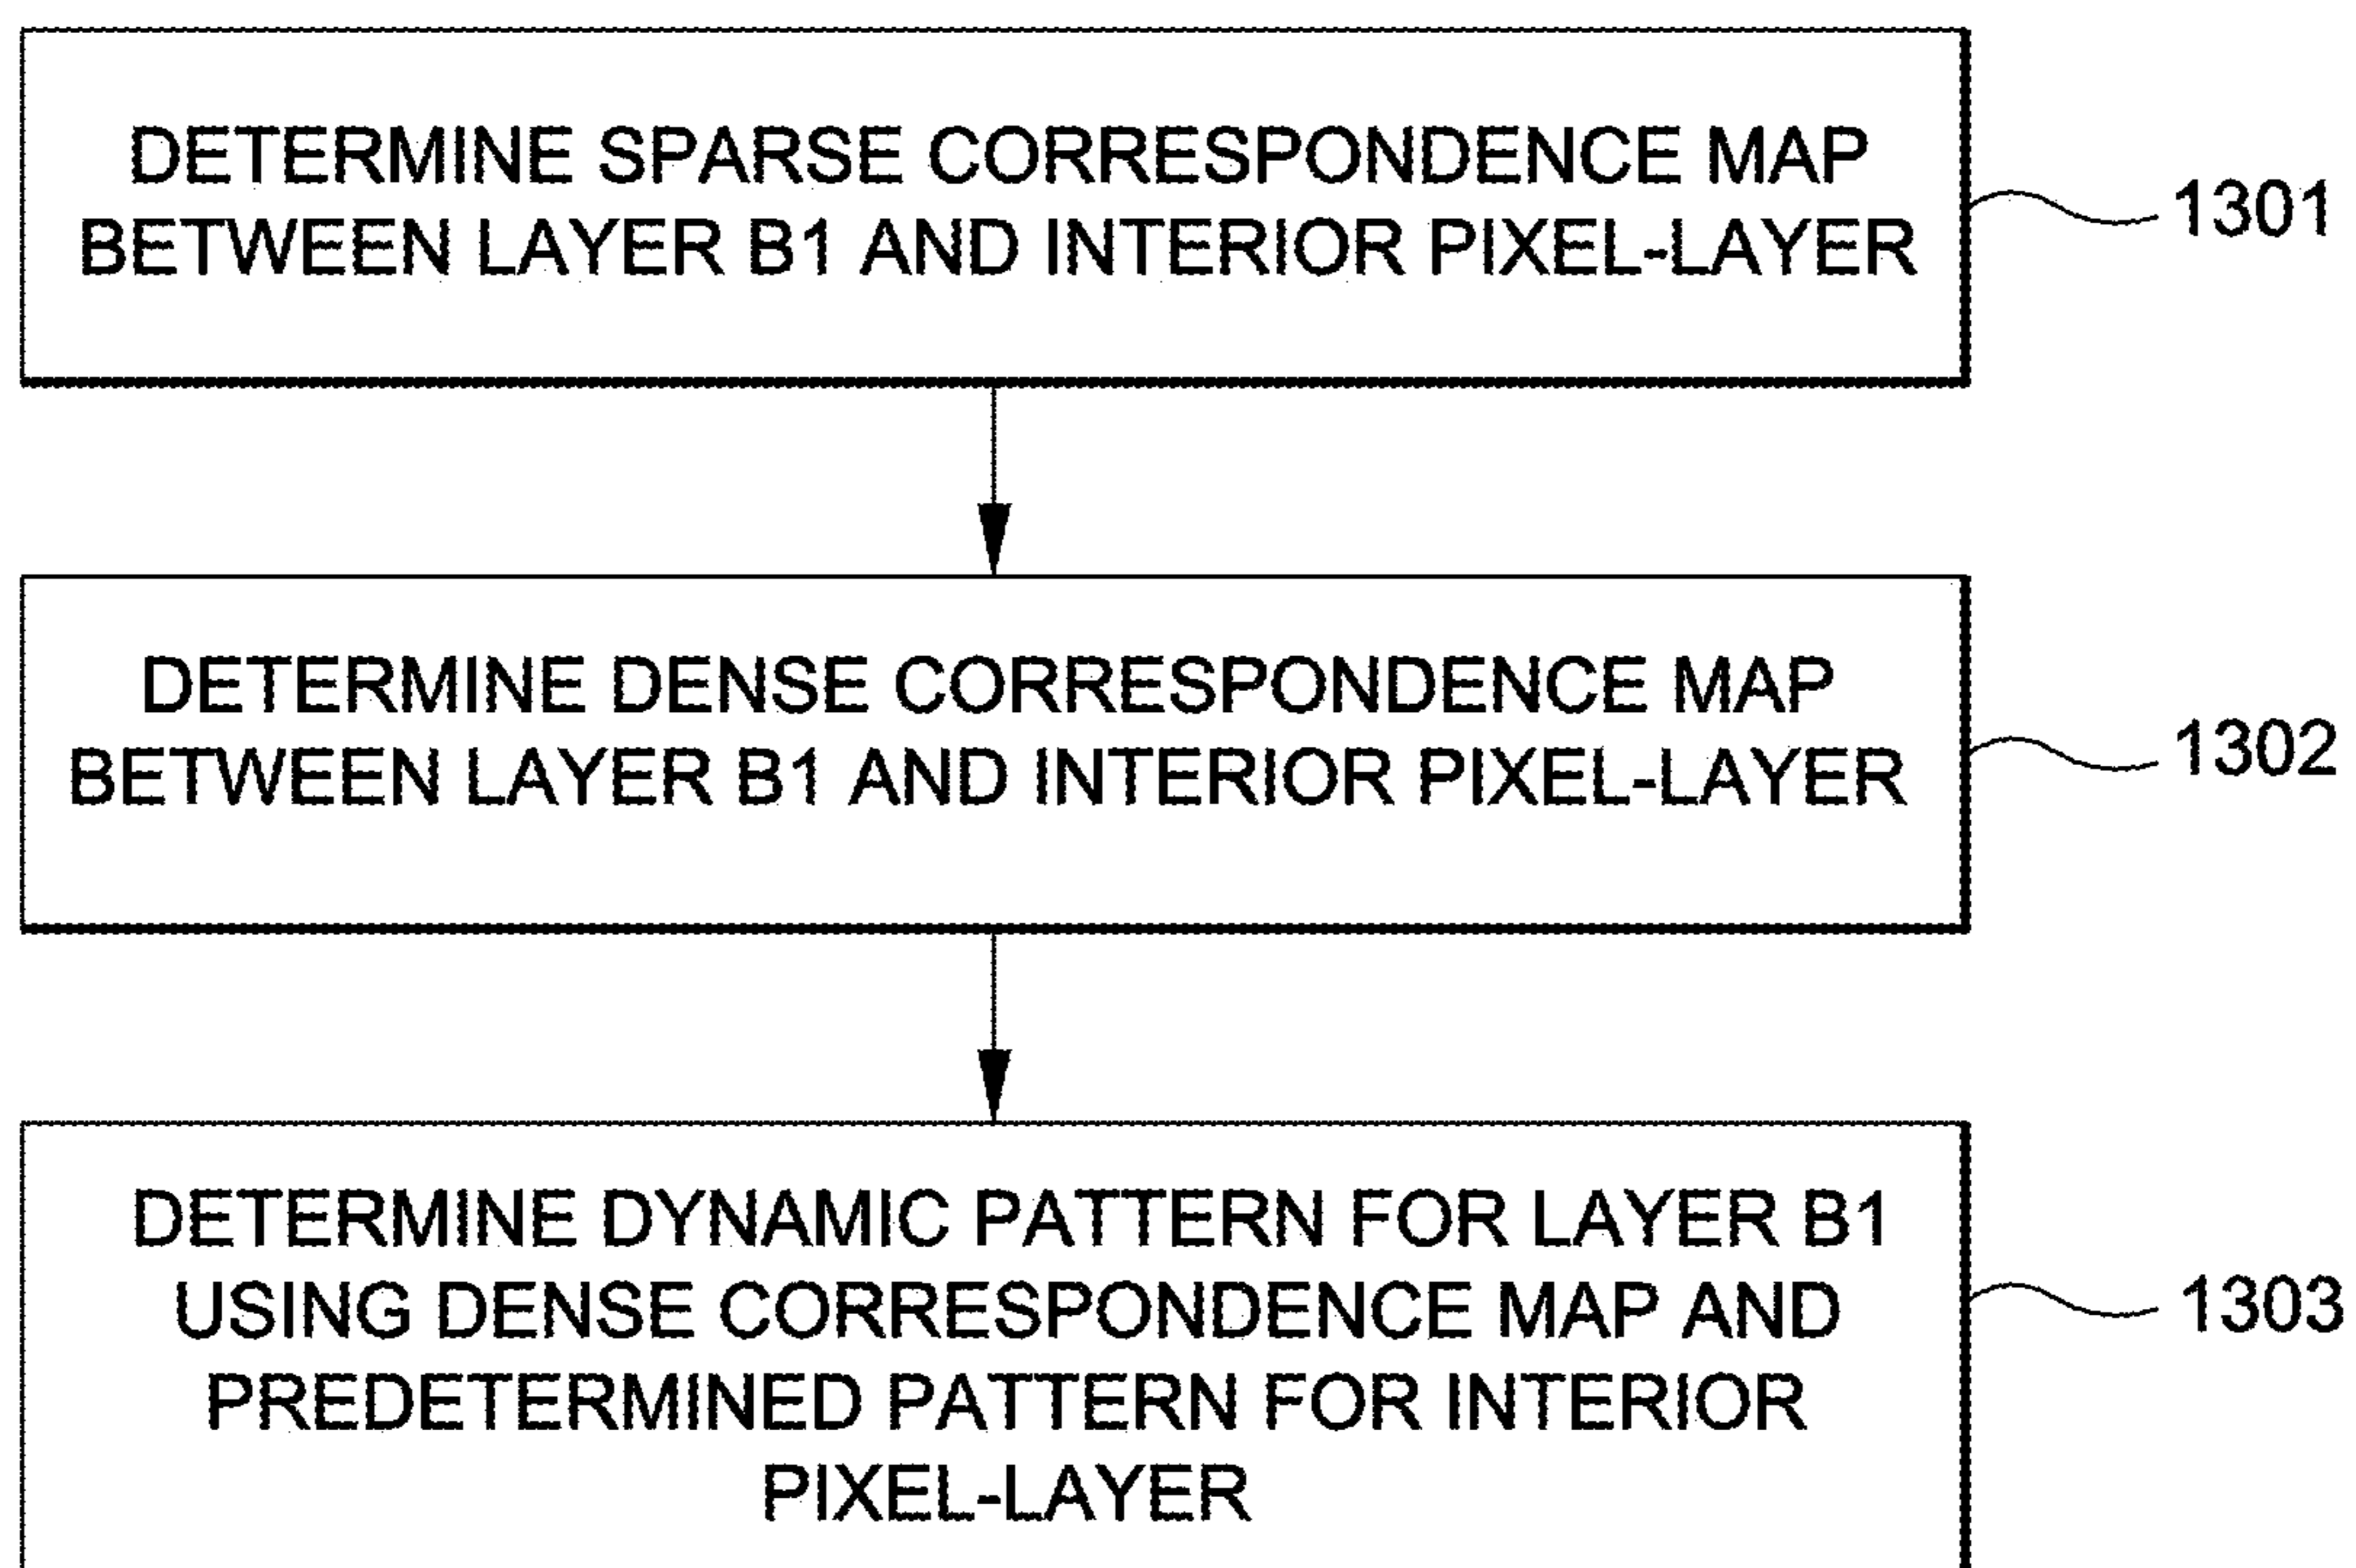 DETERMINE SPARSE CORRESPONDENCE MAP
BETWEEN LAYER B1 AND INTERIOR PIXEL-LAYER
1301
DETERMINE DENSE CORRESPONDENCE MAP
BETWEEN LAYER B1 AND INTERIOR PIXEL-LAYER
1302
DETERMINE DYNAMIC PATTERN FOR LAYER B1
USING DENSE CORRESPONDENCE MAP AND
PREDETERMINED PATTERN FOR INTERIOR
PIXEL-LAYER
1303